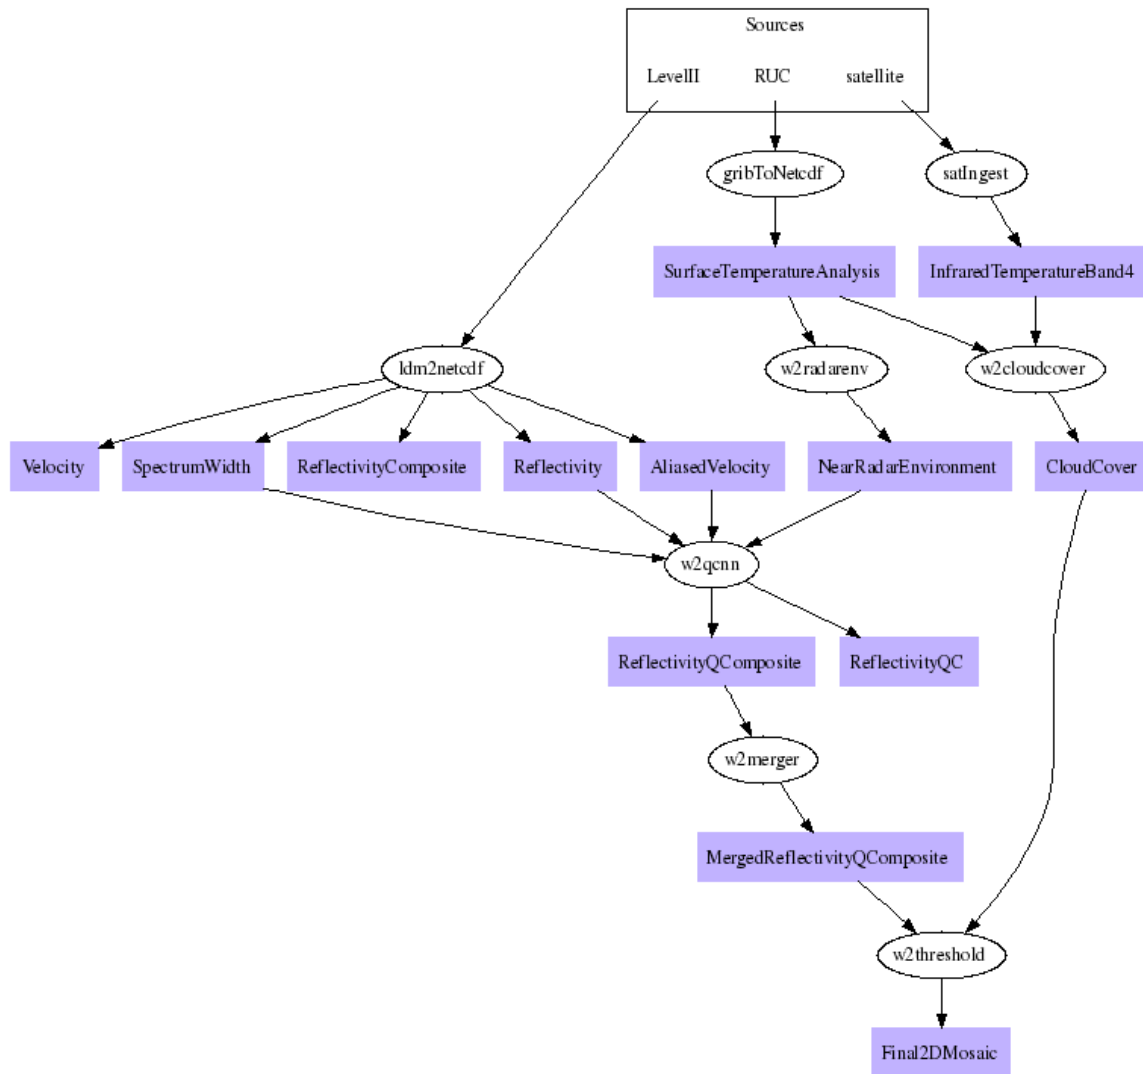 Sources
LevelII RUC satellite
gribToNetcdf satIngest
SurfaceTemperatureAnalysis InfraredTemperatureBand4
ldm2netcdf w2radarenv w2cloudcover
Velocity SpectrumWidth ReflectivityComposite Reflectivity AliasedVelocity NearRadarEnvironment CloudCover
w2qcnn
ReflectivityQComposite ReflectivityQC
w2merger
MergedReflectivityQComposite
w2threshold
Final2DMosaic